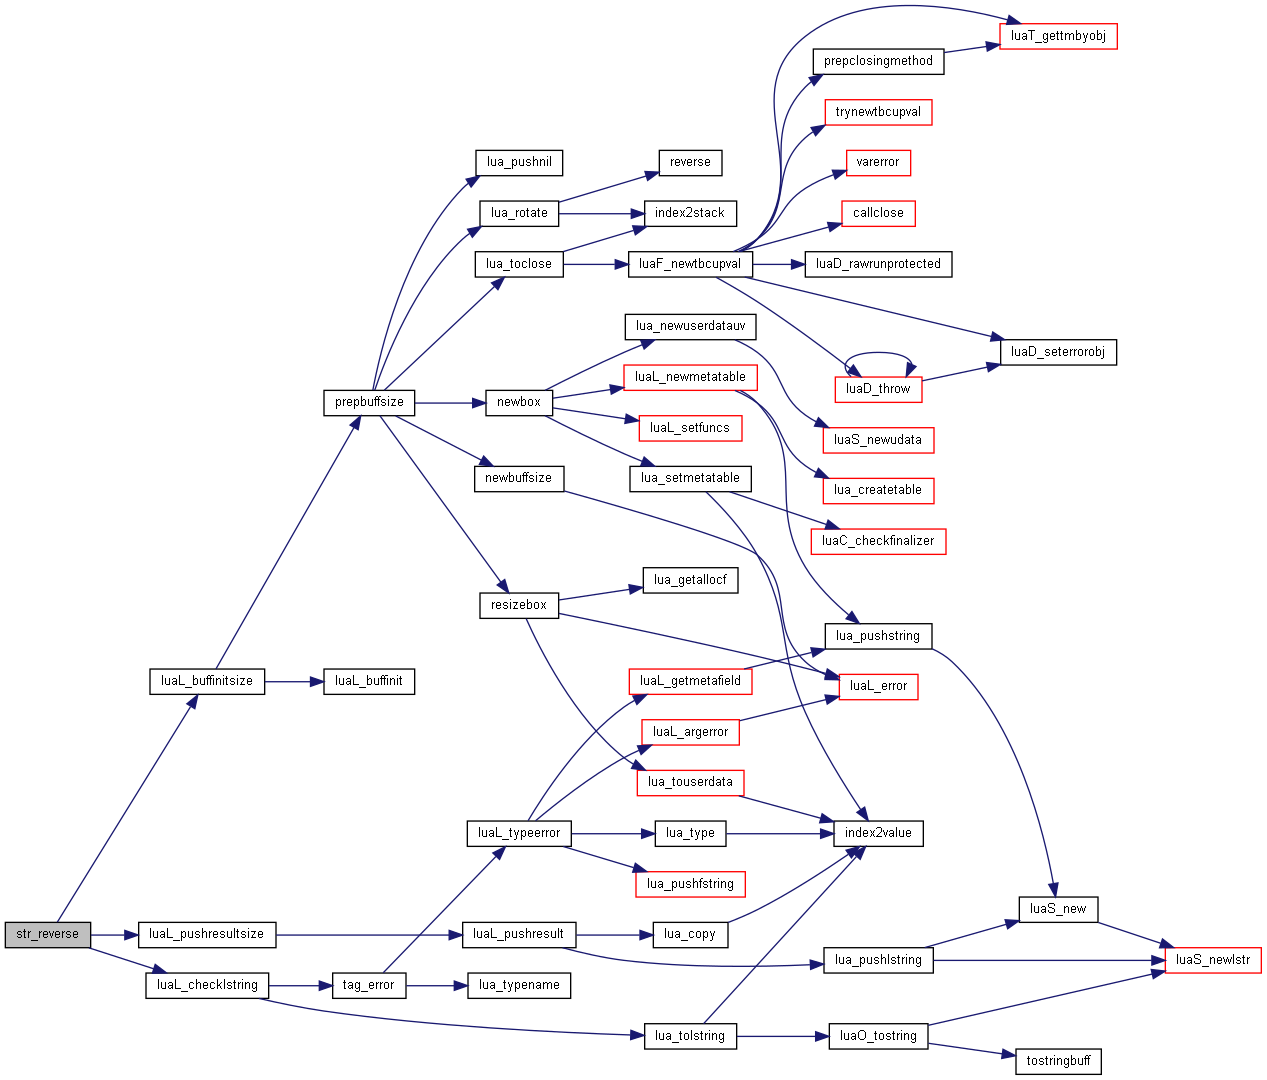 luaT_gettmbyobj
prepclosingmethod
trynewtbcupval
lua_pushnil
reverse
varerror
lua_rotate
index2stack
callclose
lua_toclose
luaF_newtbcupval
luaD_rawrunprotected
lua_newuserdatauv
luaD_seterrorobj
luaL_newmetatable
luaD_throw
prepbuffsize
newbox
luaL_setfuncs
luaS_newudata
newbuffsize
lua_setmetatable
lua_createtable
luaC_checkfinalizer
lua_getallocf
resizebox
lua_pushstring
luaL_buffinitsize
luaL_buffinit
luaL_getmetafield
luaL_error
luaL_argerror
lua_touserdata
luaL_typeerror
lua_type
index2value
lua_pushfstring
luaS_new
str_reverse
luaL_pushresultsize
luaL_pushresult
lua_copy
lua_pushlstring
luaS_newlstr
luaL_checklstring
tag_error
lua_typename
lua_tolstring
luaO_tostring
tostringbuff